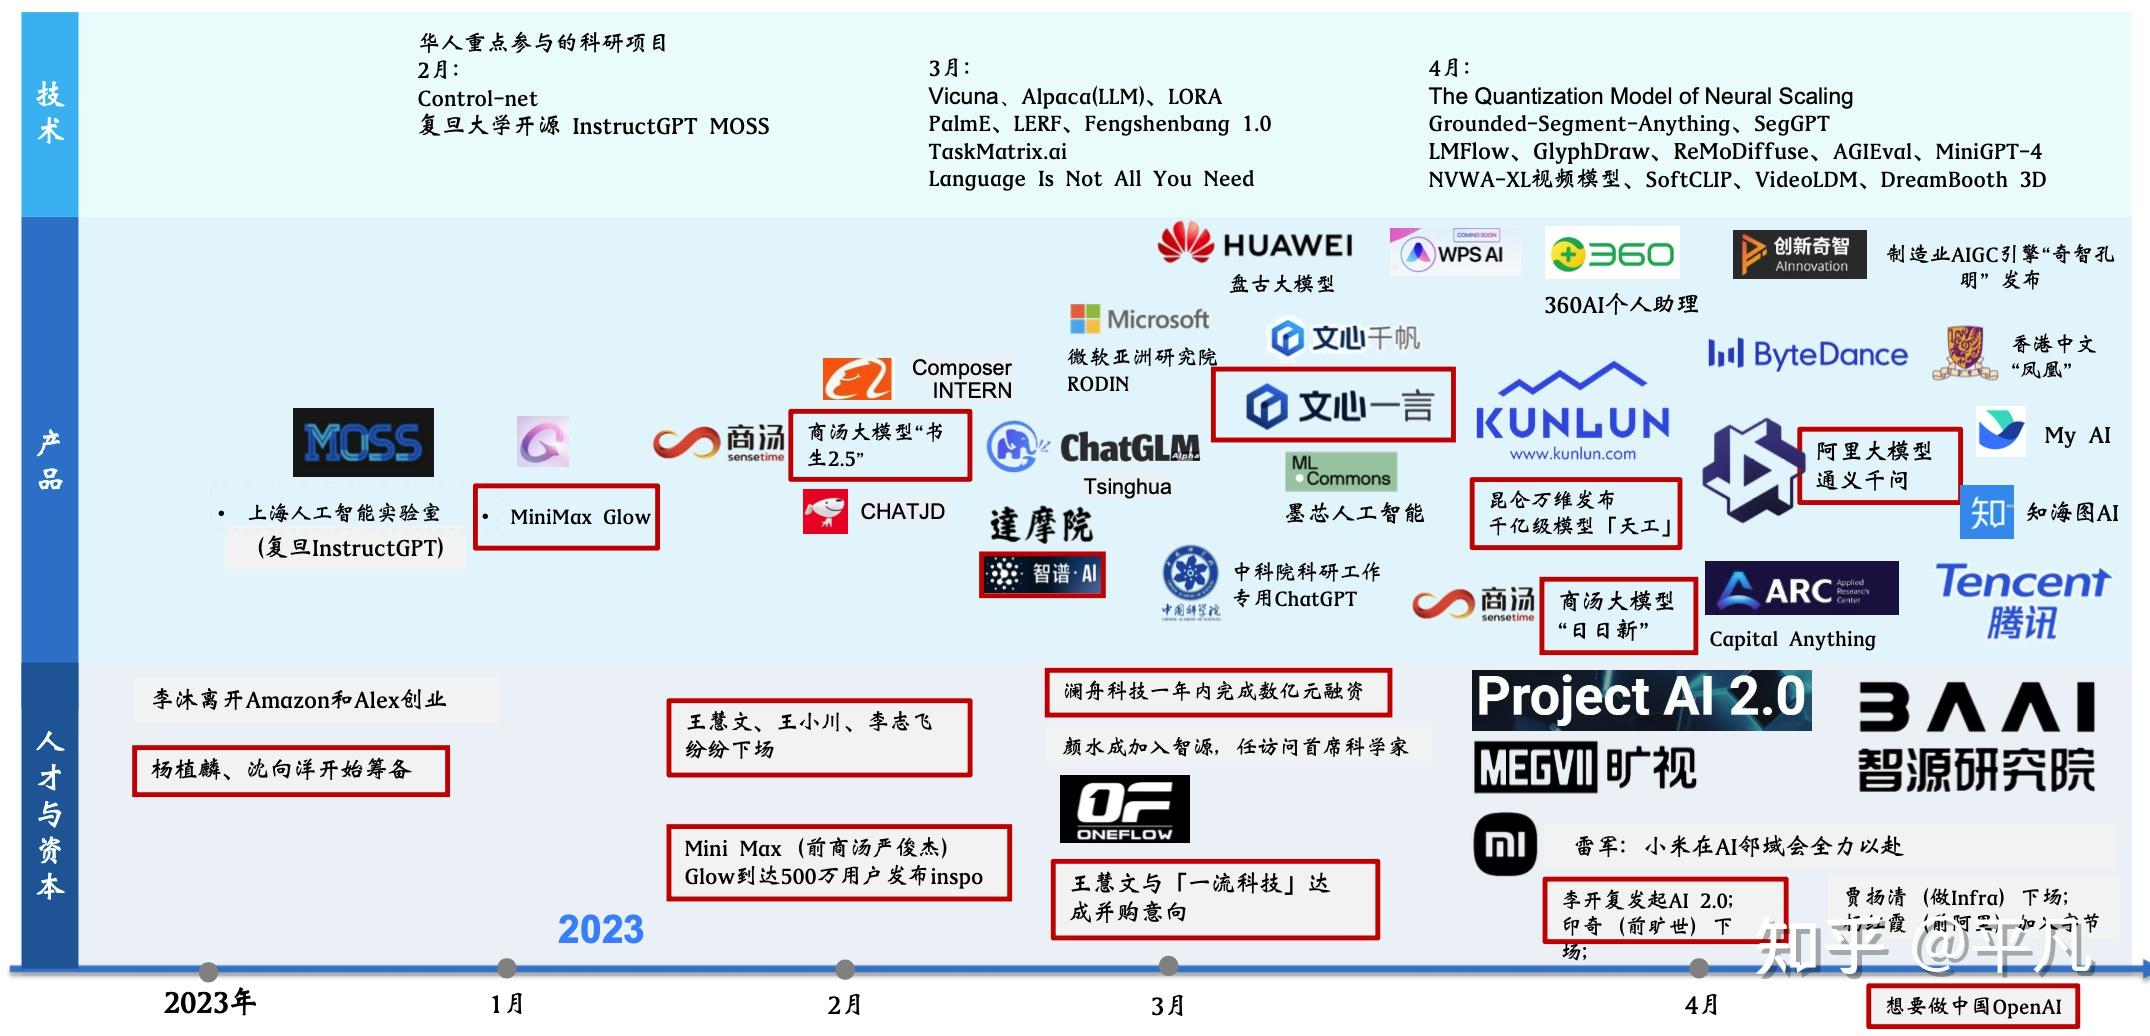 技术
华人重点参与的科研项目
2月:
Control-net
复旦大学开源 InstructGPT MOSS
3月:
Vicuna、Alpaca(LLM)、LORA
PalmE、LERF、Fengshenbang 1.0
TaskMatrix.ai
Language Is Not All You Need
4月:
The Quantization Model of Neural Scaling
Grounded-Segment-Anything、SegGPT
LMFlow、GlyphDraw、ReMoDiffuse、AGIEval、MiniGPT-4
NVWA-XL视频模型、SoftCLIP、VideoLDM、DreamBooth 3D
产品
MOSS
• 上海人工智能实验室
(复旦InstructGPT)
• MiniMax Glow
Composer
INTERN
商汤
sensetime
商汤大模型“书
生2.5”
CHATJD
HUAWEI
盘古大模型
Microsoft
微软亚洲研究院
RODIN
文心千帆
文心一言
ChatGLM
Alpha
Tsinghua
達摩院
智谱·AI
ML
Commons
墨芯人工智能
中国科学院
中科院科研工作
专用ChatGPT
COMING SOON
WPS AI
360
360AI个人助理
创新奇智
AInnovation
制造业AIGC引擎“奇智孔
明” 发布
KUNLUN
www.kunlun.com
昆仑万维发布
千亿级模型「天工」
商汤
sensetime
商汤大模型
“日日新”
ByteDance
香港中文
“凤凰”
阿里大模型
通义千问
My AI
知
知海图AI
ARC
Applied
Research
Center
Capital Anything
Tencent
腾讯
人才与资本
李沐离开Amazon和Alex创业
杨植麟、沈向洋开始筹备
王慧文、王小川、李志飞
纷纷下场
Mini Max (前商汤严俊杰)
Glow到达500万用户发布inspo
澜舟科技一年内完成数亿元融资
颜水成加入智源, 任访问首席科学家
OF
ONEFLOW
王慧文与「一流科技」达
成并购意向
Project AI 2.0
MEGVII 旷视
BAAI
智源研究院
mi
雷军: 小米在AI邻域会全力以赴
李开复发起AI 2.0;
印奇 (前旷世) 下
场;
贾扬清 (做Infra) 下场;
(前阿里) 加入字节
知乎 @平凡
2023
2023年
1月
2月
3月
4月
想要做中国OpenAI